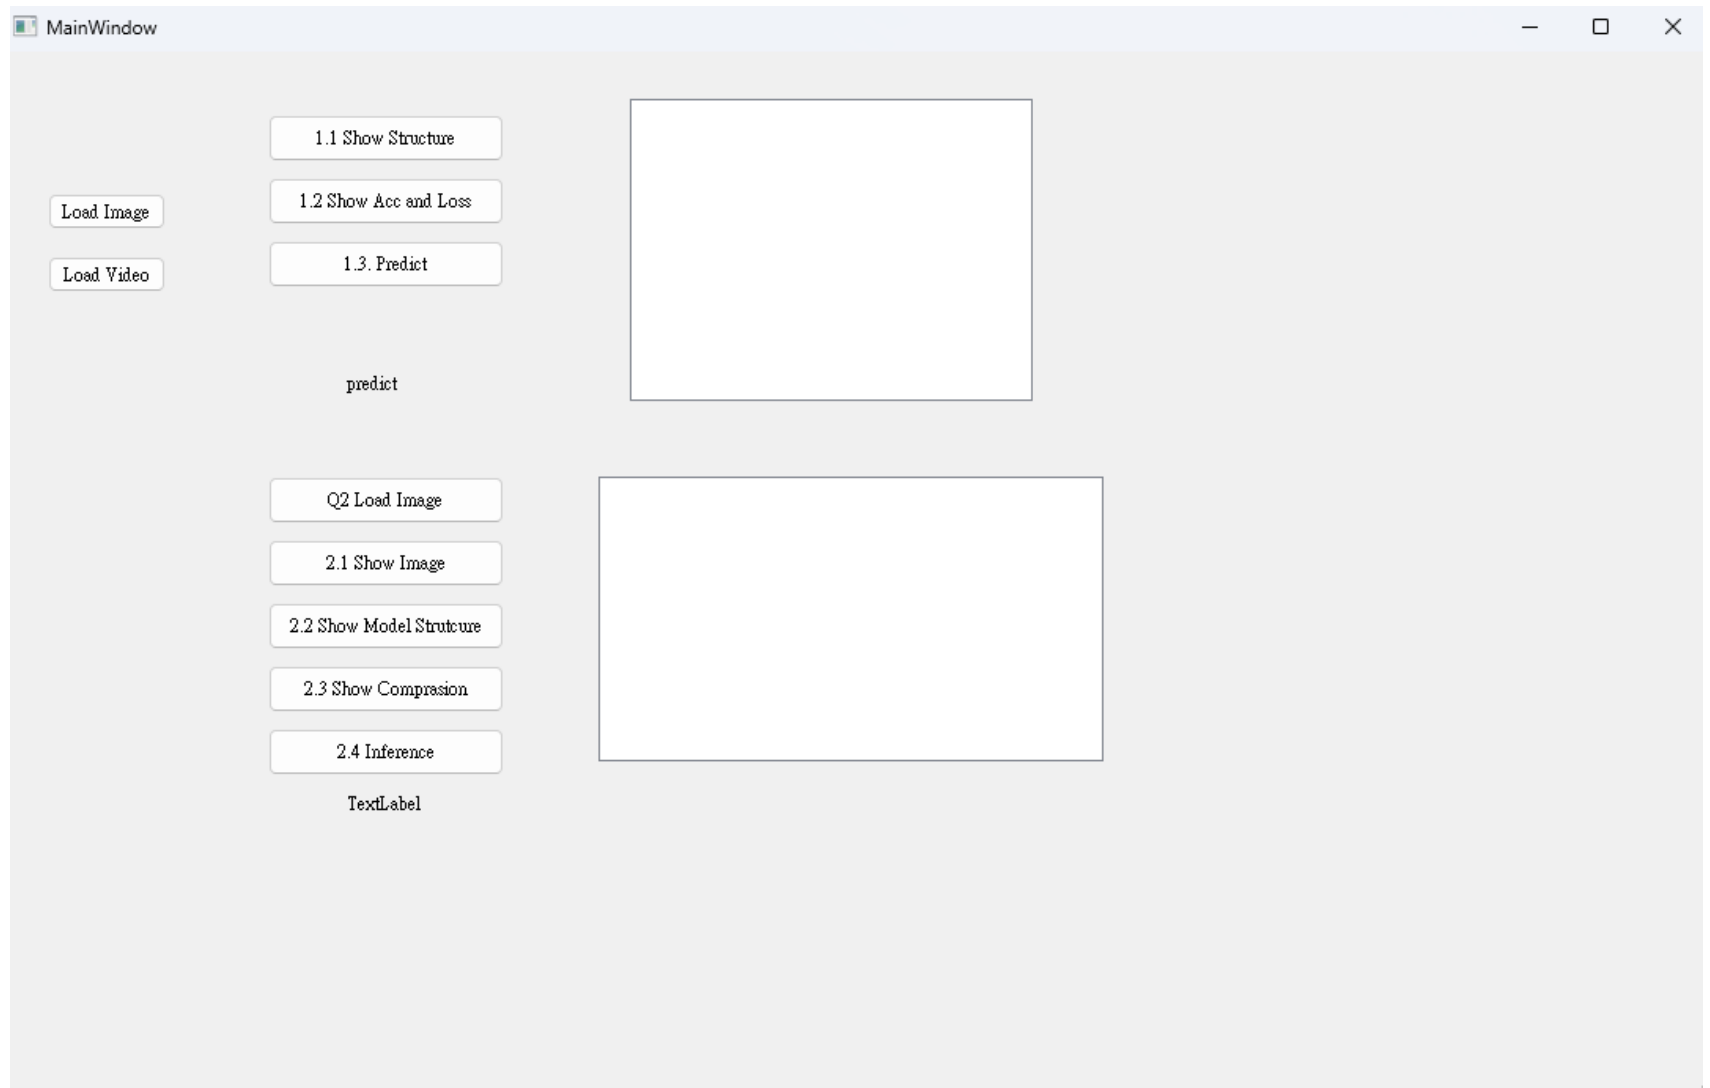 MainWindow
Load Image
Load Video
1.1 Show Structure
1.2 Show Acc and Loss
1.3. Predict
predict
Q2 Load Image
2.1 Show Image
2.2 Show Model Strutcure
2.3 Show Comprasion
2.4 Inference
TextLabel